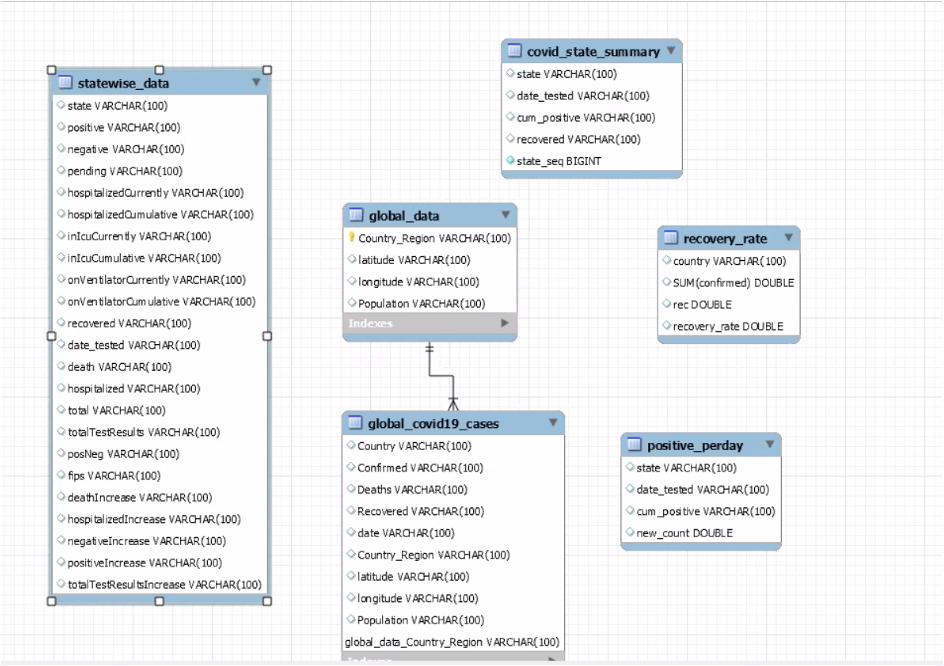 covid_state_summary
state VARCHAR(100)
date_tested VARCHAR(100)
cum_positive VARCHAR(100)
recovered VARCHAR(100)
state_seq BIGINT
statewise_data
state VARCHAR(100)
positive VARCHAR(100)
negative VARCHAR(100)
pending VARCHAR(100)
hospitalizedCurrently VARCHAR(100)
hospitalizedCumulative VARCHAR(100)
inIcuCurrently VARCHAR(100)
inIcuCumulative VARCHAR(100)
onVentilatorCurrently VARCHAR(100)
onVentilatorCumulative VARCHAR(100)
recovered VARCHAR(100)
date_tested VARCHAR(100)
death VARCHAR(100)
hospitalized VARCHAR(100)
total VARCHAR(100)
totalTestResults VARCHAR(100)
posNeg VARCHAR(100)
fips VARCHAR(100)
deathIncrease VARCHAR(100)
hospitalizedIncrease VARCHAR(100)
negativeIncrease VARCHAR(100)
positiveIncrease VARCHAR(100)
totalTestResultsIncrease VARCHAR(100)
global_data
Country_Region VARCHAR(100)
latitude VARCHAR(100)
longitude VARCHAR(100)
Population VARCHAR(100)
Indexes
recovery_rate
country VARCHAR(100)
SUM(confirmed) DOUBLE
rec DOUBLE
recovery_rate DOUBLE
global_covid19_cases
Country VARCHAR(100)
Confirmed VARCHAR(100)
Deaths VARCHAR(100)
Recovered VARCHAR(100)
date VARCHAR(100)
Country_Region VARCHAR(100)
latitude VARCHAR(100)
longitude VARCHAR(100)
Population VARCHAR(100)
global_data_Country_Region VARCHAR(100)
Indexes
positive_perday
state VARCHAR(100)
date_tested VARCHAR(100)
cum_positive VARCHAR(100)
new_count DOUBLE